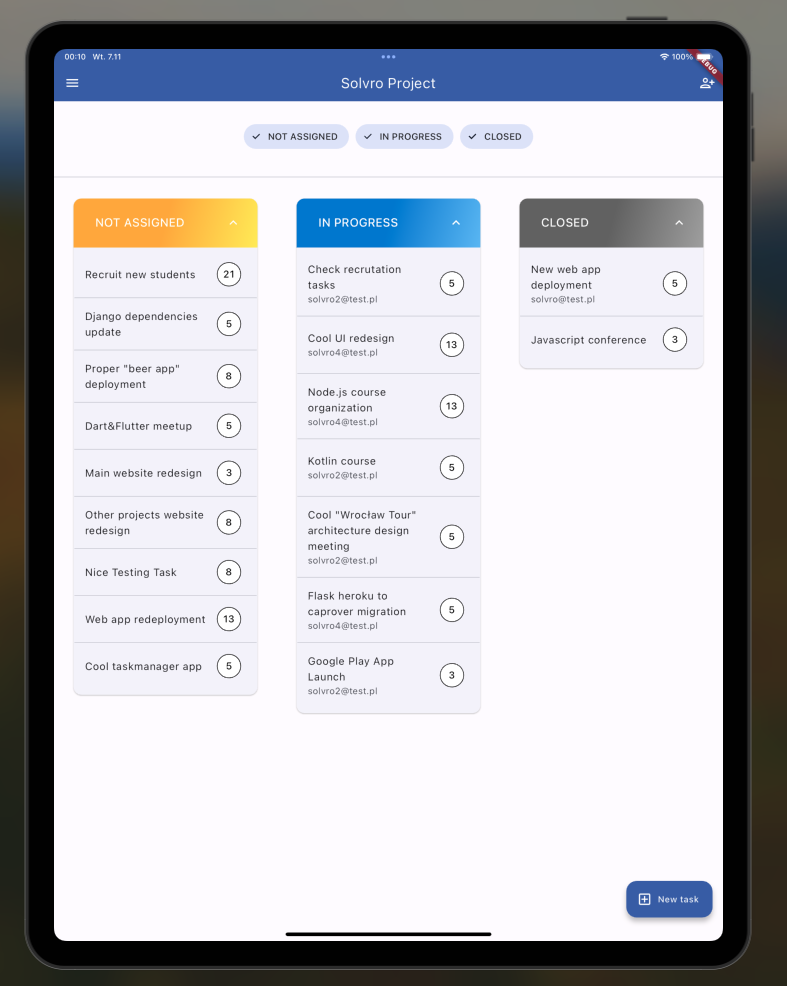 00:10 Wt. 7.11
100%
DEBUG
Solvro Project
NOT ASSIGNED
IN PROGRESS
CLOSED
NOT ASSIGNED
Recruit new students
21
Django dependencies
update
5
Proper "beer app"
deployment
8
Dart&Flutter meetup
5
Main website redesign
3
Other projects website
redesign
8
Nice Testing Task
8
Web app redeployment
13
Cool taskmanager app
5
IN PROGRESS
Check recrutation
tasks
solvro2@test.pl
5
Cool UI redesign
solvro4@test.pl
13
Node.js course
organization
solvro4@test.pl
13
Kotlin course
solvro2@test.pl
5
Cool "Wrocław Tour"
architecture design
meeting
solvro2@test.pl
5
Flask heroku to
caprover migration
solvro4@test.pl
5
Google Play App
Launch
solvro2@test.pl
3
CLOSED
New web app
deployment
solvro@test.pl
5
Javascript conference
3
New task